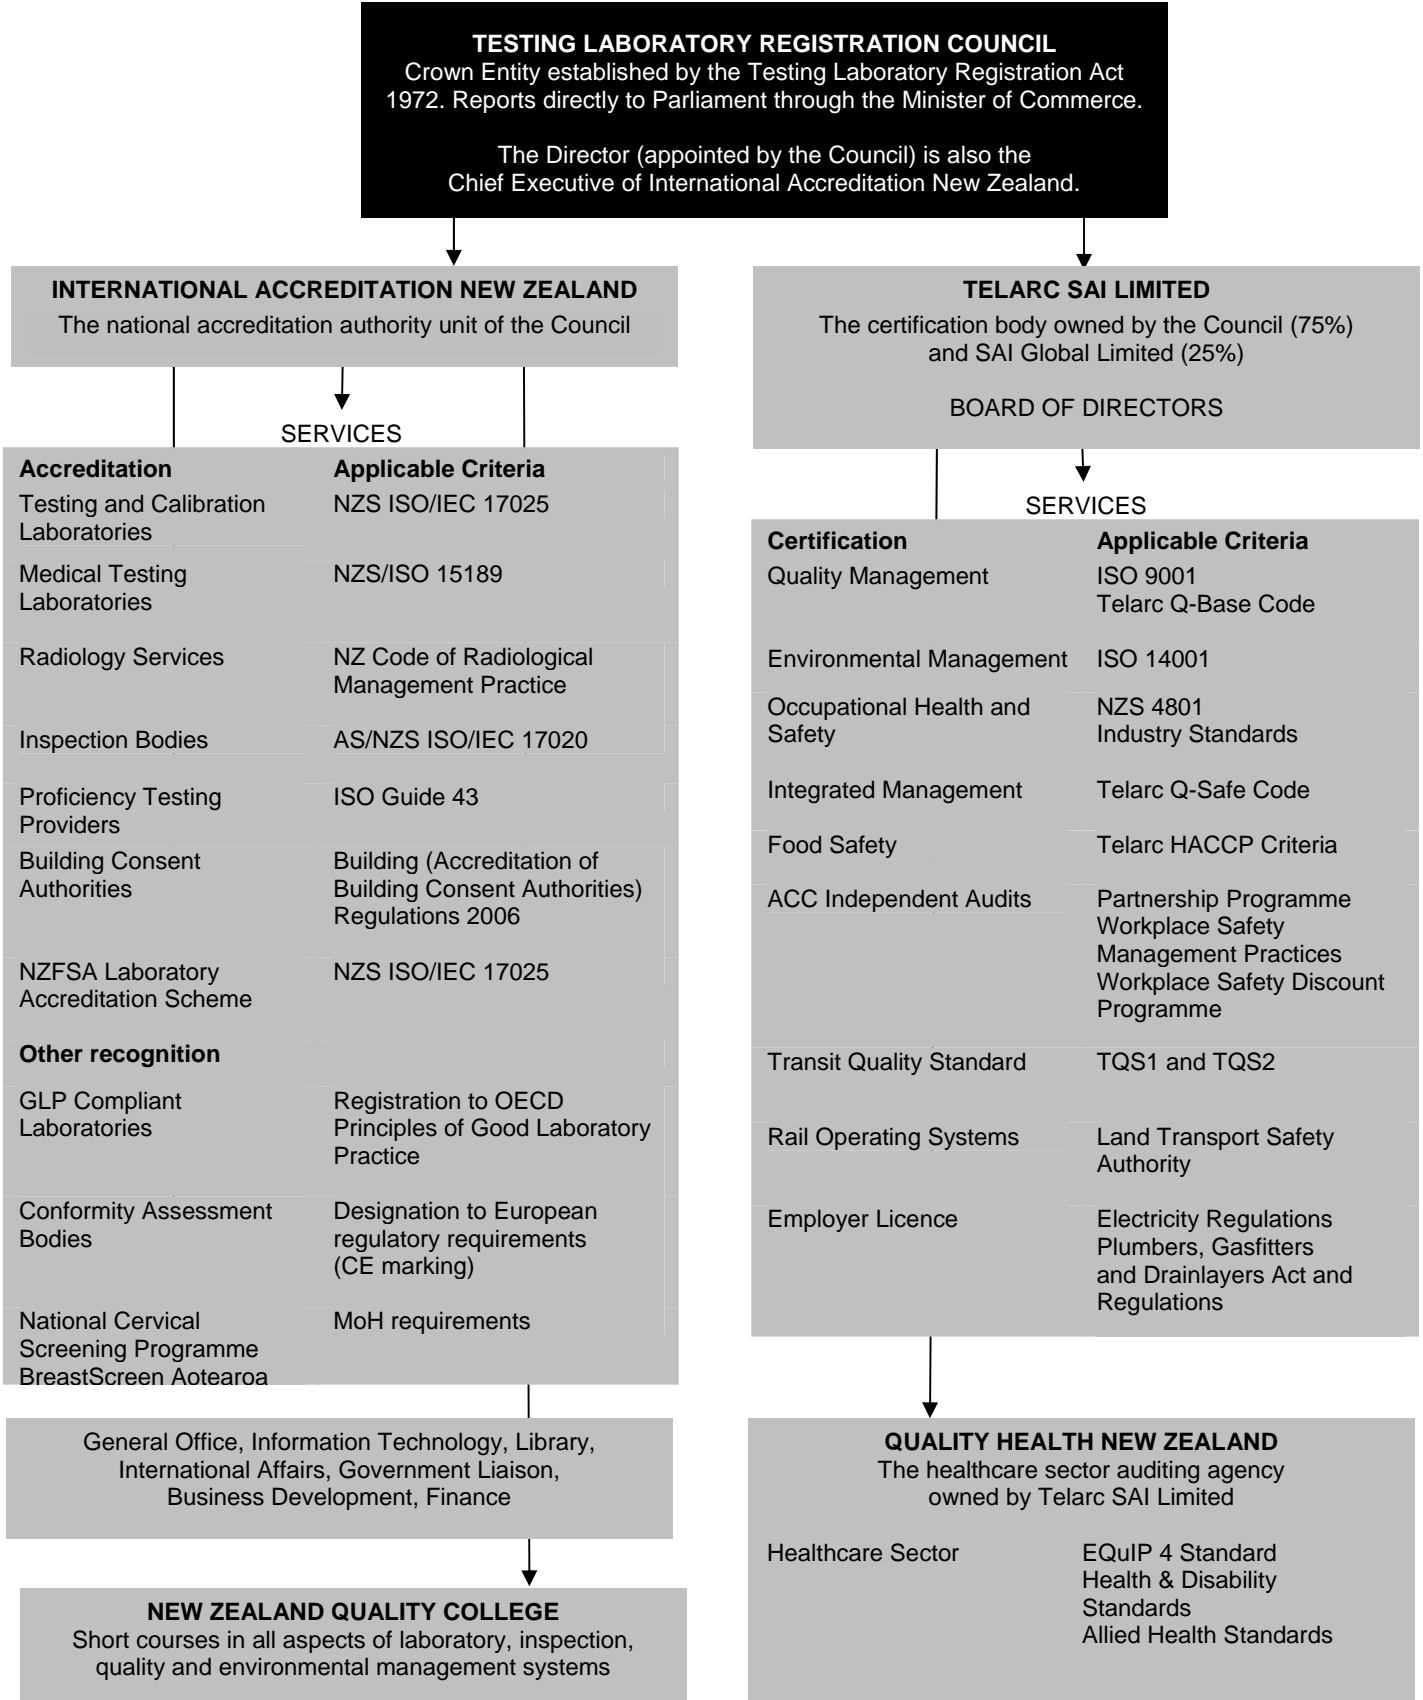 TESTING LABORATORY REGISTRATION COUNCIL
Crown Entity established by the Testing Laboratory Registration Act
1972. Reports directly to Parliament through the Minister of Commerce.
The Director (appointed by the Council) is also the
Chief Executive of International Accreditation New Zealand.
INTERNATIONAL ACCREDITATION NEW ZEALAND
The national accreditation authority unit of the Council
SERVICES
Accreditation Applicable Criteria
Testing and Calibration NZS ISO/IEC 17025
Laboratories
Medical Testing NZS/ISO 15189
Laboratories
Radiology Services NZ Code of Radiological
Management Practice
Inspection Bodies AS/NZS ISO/IEC 17020
Proficiency Testing ISO Guide 43
Providers
Building Consent Building (Accreditation of
Authorities Building Consent Authorities)
Regulations 2006
NZFSA Laboratory NZS ISO/IEC 17025
Accreditation Scheme
Other recognition
GLP Compliant Registration to OECD
Laboratories Principles of Good Laboratory
Practice
Conformity Assessment Designation to European
Bodies regulatory requirements
(CE marking)
National Cervical MoH requirements
Screening Programme
BreastScreen Aotearoa
General Office, Information Technology, Library,
International Affairs, Government Liaison,
Business Development, Finance
NEW ZEALAND QUALITY COLLEGE
Short courses in all aspects of laboratory, inspection,
quality and environmental management systems
TELARC SAI LIMITED
The certification body owned by the Council (75%)
and SAI Global Limited (25%)
BOARD OF DIRECTORS
SERVICES
Certification Applicable Criteria
Quality Management ISO 9001
Telarc Q-Base Code
Environmental Management ISO 14001
Occupational Health and NZS 4801
Safety Industry Standards
Integrated Management Telarc Q-Safe Code
Food Safety Telarc HACCP Criteria
ACC Independent Audits Partnership Programme
Workplace Safety
Management Practices
Workplace Safety Discount
Programme
Transit Quality Standard TQS1 and TQS2
Rail Operating Systems Land Transport Safety
Authority
Employer Licence Electricity Regulations
Plumbers, Gasfitters
and Drainlayers Act and
Regulations
QUALITY HEALTH NEW ZEALAND
The healthcare sector auditing agency
owned by Telarc SAI Limited
Healthcare Sector EQuIP 4 Standard
Health & Disability
Standards
Allied Health Standards